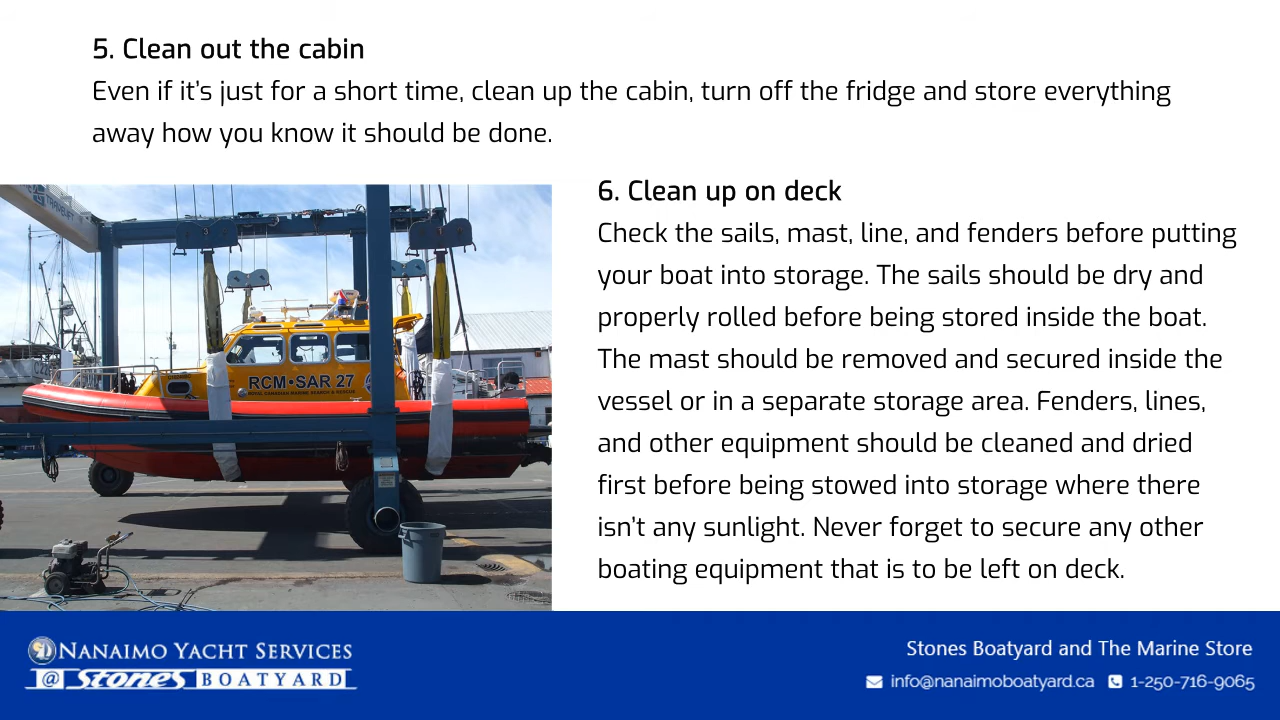 5. Clean out the cabin
Even if it's just for a short time, clean up the cabin, turn off the fridge and store everything
away how you know it should be done.
6. Clean up on deck
Check the sails, mast, line, and fenders before putting
your boat into storage. The sails should be dry and
properly rolled before being stored inside the boat.
The mast should be removed and secured inside the
vessel or in a separate storage area. Fenders, lines,
and other equipment should be cleaned and dried
first before being stowed into storage where there
isn't any sunlight. Never forget to secure any other
boating equipment that is to be left on deck.
RCM•SAR 27
ROYAL CANADIAN MARINE SEARCH & RESCUE
NANAIMO YACHT SERVICES
@ Stones BOATYARD
Stones Boatyard and The Marine Store
info@nanaimoboatyard.ca 1-250-716-9065